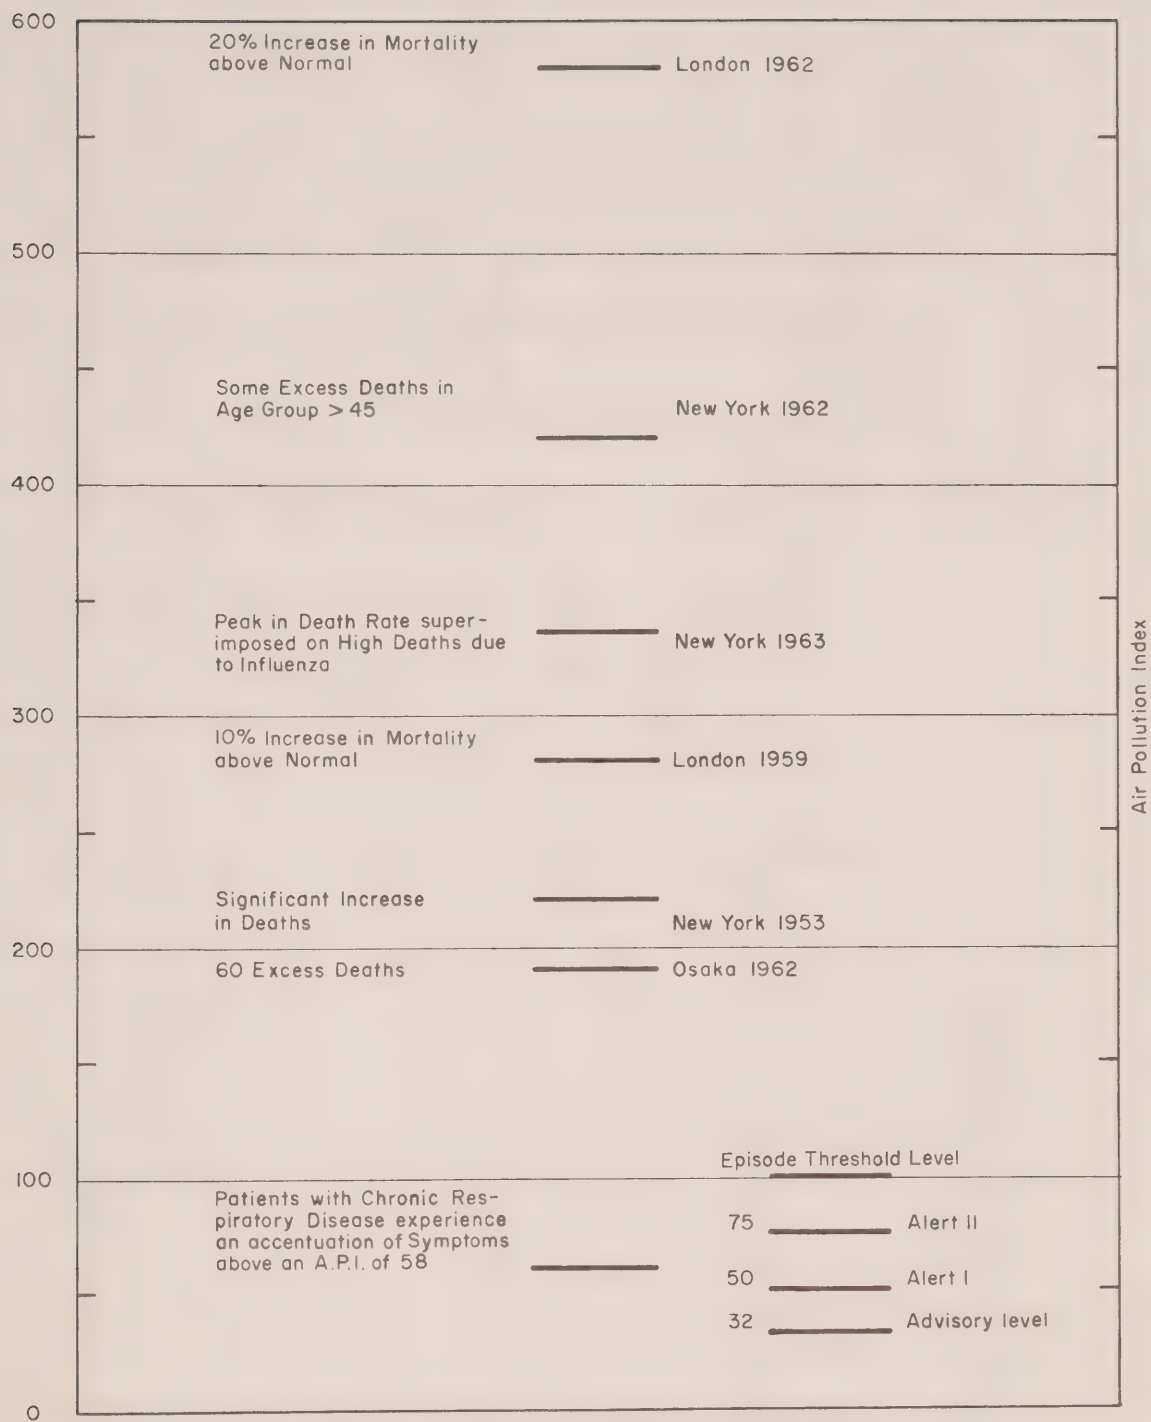 600
20% Increase in Mortality
above Normal
London 1962
500
Some Excess Deaths in
Age Group > 45
New York 1962
400
Peak in Death Rate super-
imposed on High Deaths due
to Influenza
New York 1963
Air Pollution Index
300
10% Increase in Mortality
above Normal
London 1959
Significant Increase
in Deaths
New York 1953
200
60 Excess Deaths
Osaka 1962
Episode Threshold Level
100
Patients with Chronic Res-
piratory Disease experience
an accentuation of Symptoms
above an A.P.I. of 58
75 Alert II
50 Alert I
32 Advisory level
0